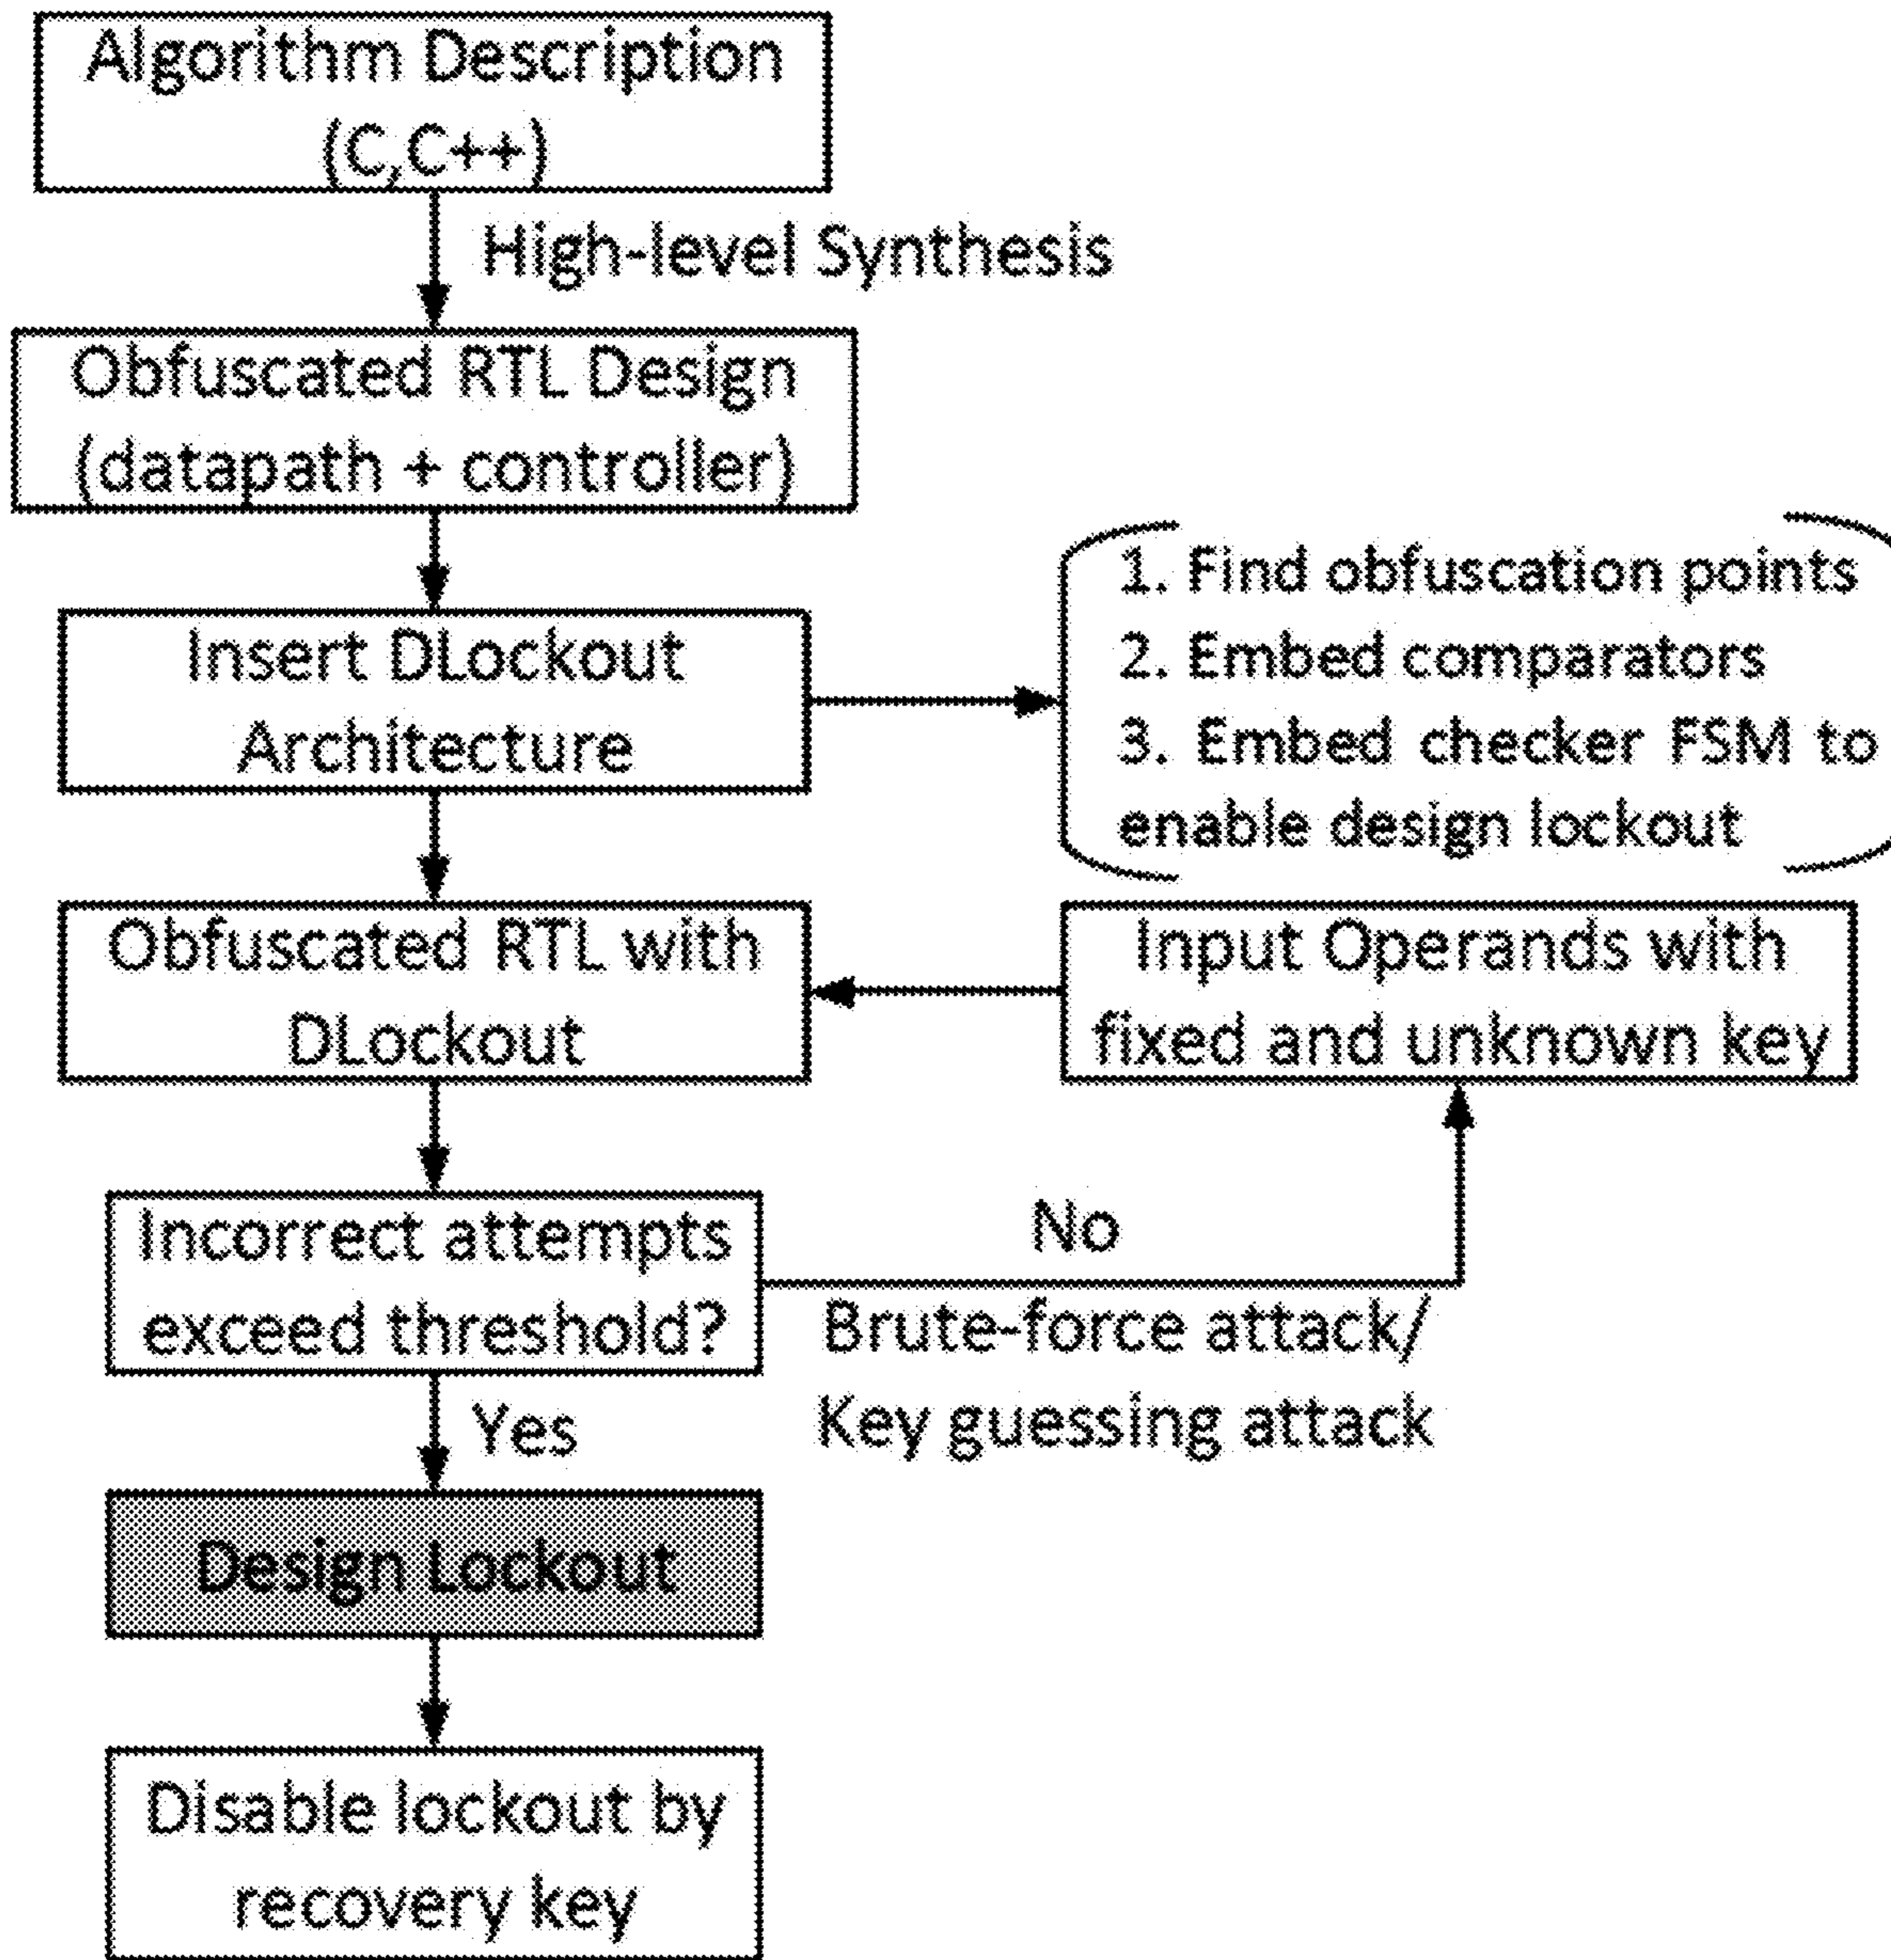 Algorithm Description
(C,C++)
High-level Synthesis
Obfuscated RTL Design
(datapath + controller)
Insert DLockout
Architecture
1. Find obfuscation points
2. Embed comparators
3. Embed checker FSM to
enable design lockout
Obfuscated RTL with
DLockout
Input Operands with
fixed and unknown key
Incorrect attempts
exceed threshold?
No
Brute-force attack/
Key guessing attack
Yes
Design Lockout
Disable lockout by
recovery key